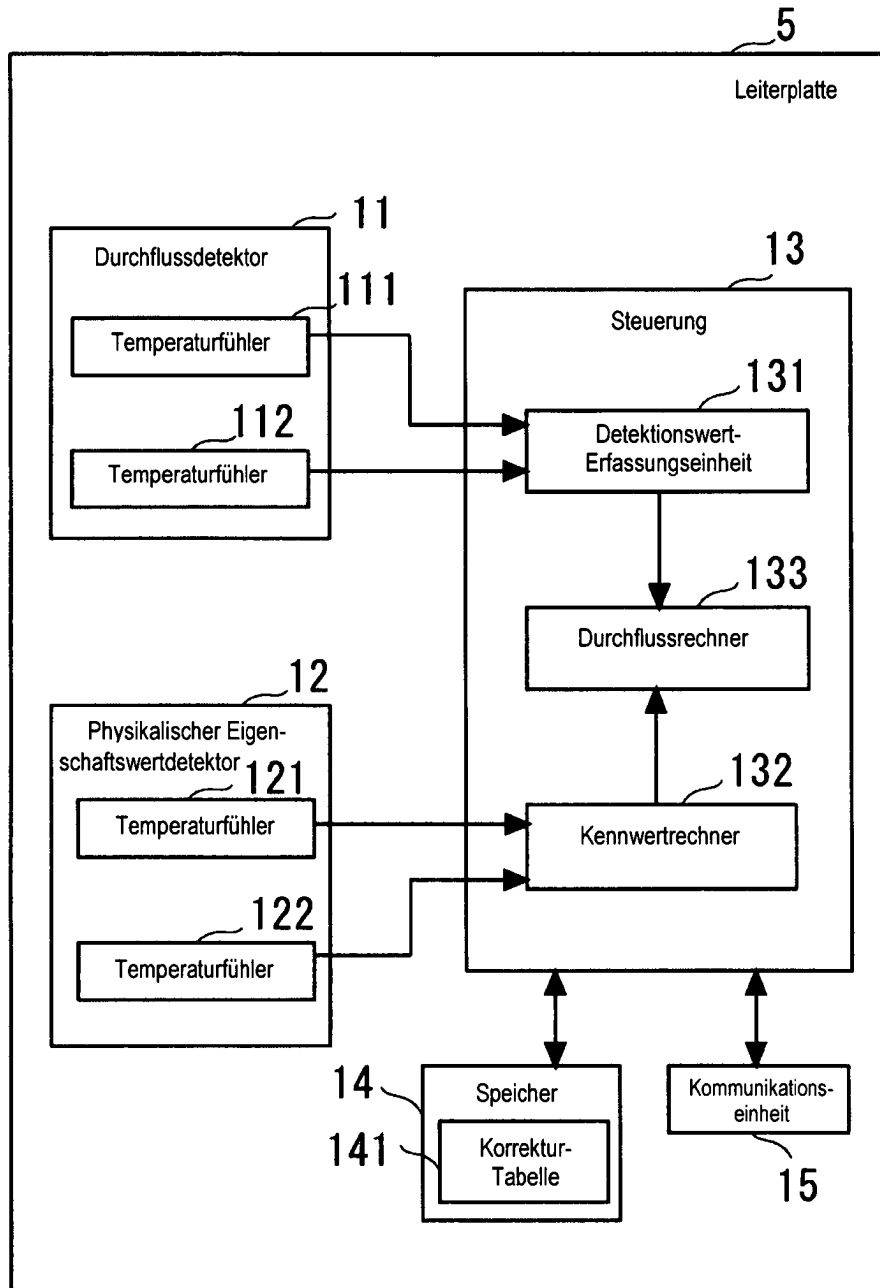 5
Leiterplatte
11
Durchflussdetektor
111
Temperaturfühler
112
Temperaturfühler
13
Steuerung
131
Detektionswert-
Erfassungseinheit
133
Durchflussrechner
12
Physikalischer Eigen-
schaftswertdetektor
121
Temperaturfühler
122
Temperaturfühler
132
Kennwertrechner
14
Speicher
141
Korrektur-
Tabelle
Kommunikations-
einheit
15